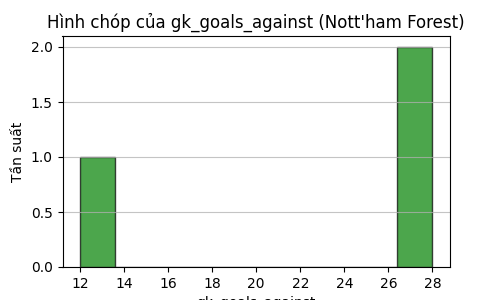 Hình chóp của gk_goals_against (Nott'ham Forest)
2.0
1.5
1.0
0.5
0.0
Tần suất
12 14 16 18 20 22 24 26 28
gk_goals_against